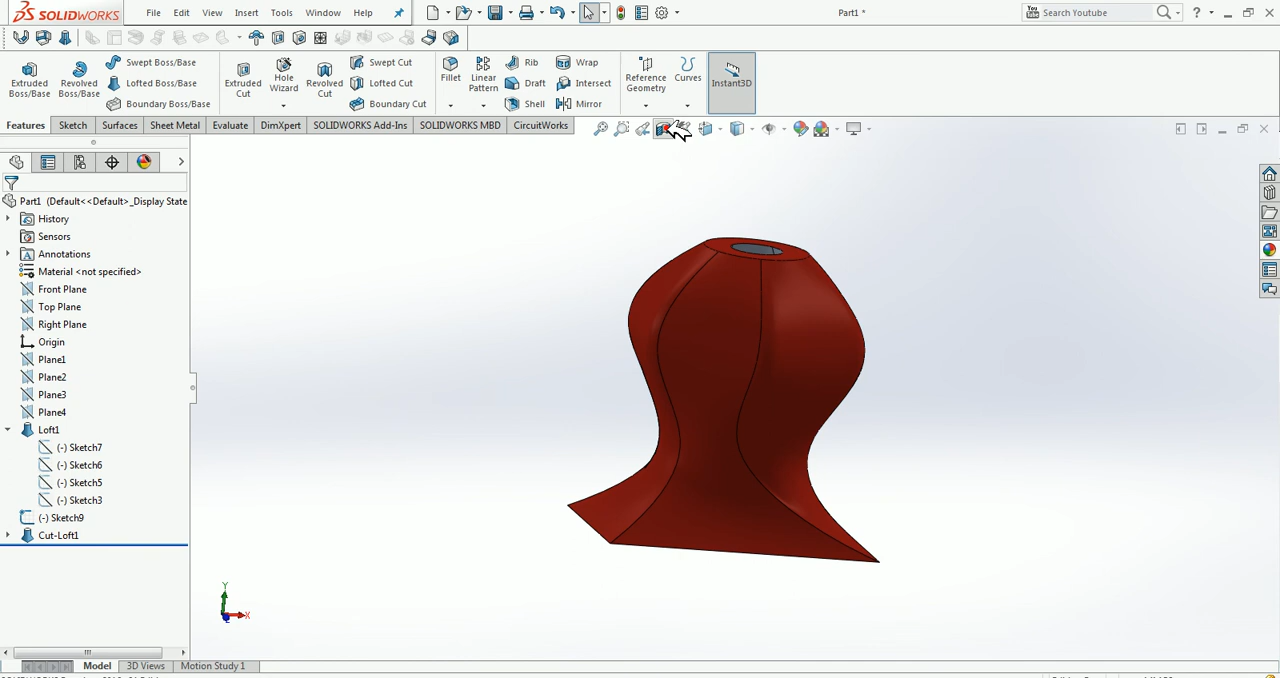 SOLIDWORKS File Edit View Insert Tools Window Help Part1 * Search Youtube
Extruded Boss/Base
Revolved Boss/Base
Swept Boss/Base
Lofted Boss/Base
Boundary Boss/Base
Extruded Cut
Hole Wizard
Revolved Cut
Swept Cut
Lofted Cut
Boundary Cut
Fillet
Linear Pattern
Rib
Draft
Shell
Wrap
Intersect
Mirror
Reference Geometry
Curves
Instant3D
Features Sketch Surfaces Sheet Metal Evaluate DimXpert SOLIDWORKS Add-Ins SOLIDWORKS MBD CircuitWorks
Part1 (Default<<Default>_Display State
History
Sensors
Annotations
Material <not specified>
Front Plane
Top Plane
Right Plane
Origin
Plane1
Plane2
Plane3
Plane4
Loft1
(-) Sketch7
(-) Sketch6
(-) Sketch5
(-) Sketch3
(-) Sketch9
Cut-Loft1
Y
X
Model 3D Views Motion Study 1